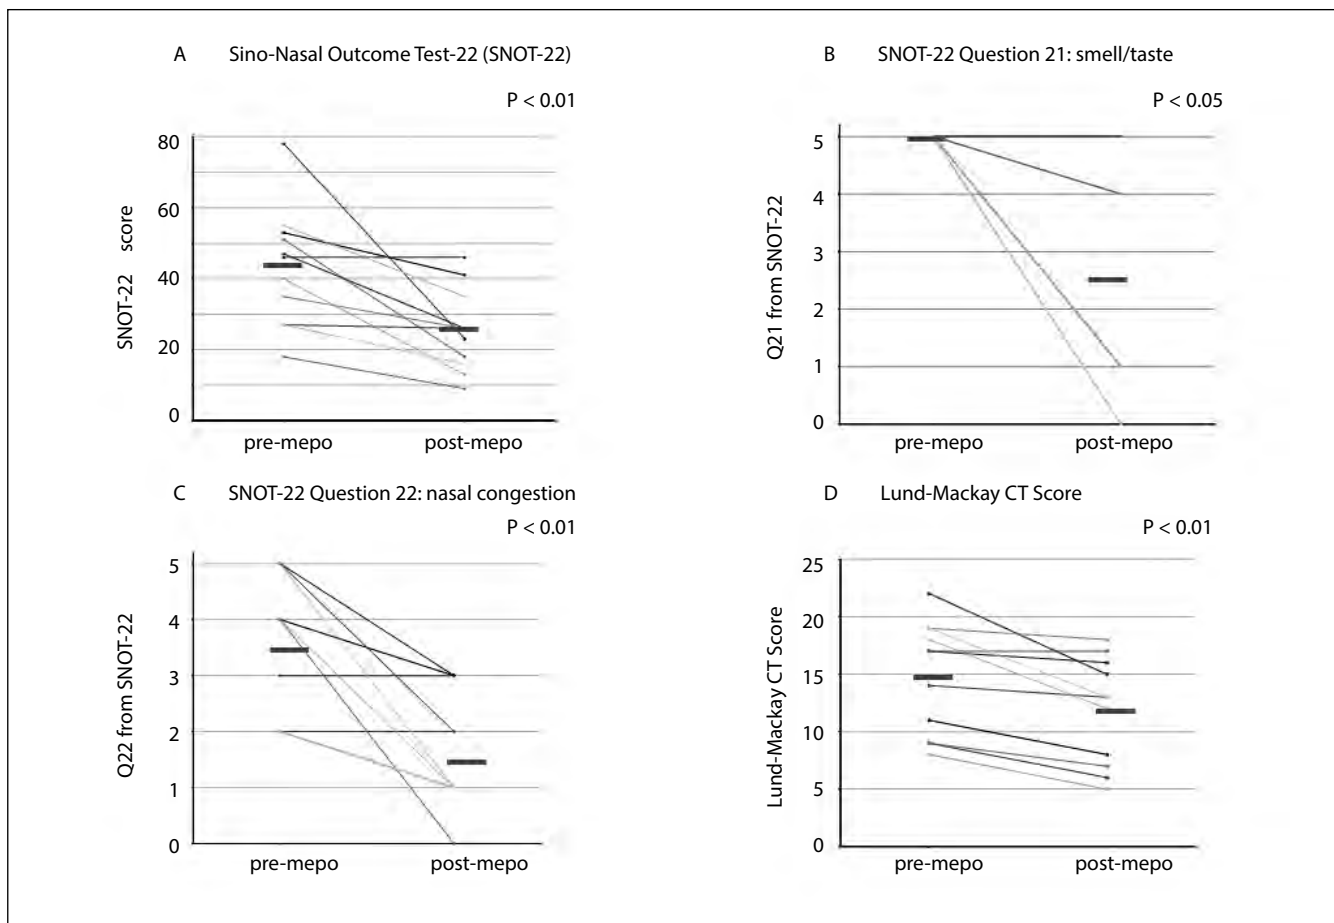 A Sino-Nasal Outcome Test-22 (SNOT-22)
P < 0.01
SNOT-22 score
80
60
40
20
0
pre-mepo post-mepo
B SNOT-22 Question 21: smell/taste
P < 0.05
Q21 from SNOT-22
5
4
3
2
1
0
pre-mepo post-mepo
C SNOT-22 Question 22: nasal congestion
P < 0.01
Q22 from SNOT-22
5
4
3
2
1
0
pre-mepo post-mepo
D Lund-Mackay CT Score
P < 0.01
Lund-Mackay CT Score
25
20
15
10
5
0
pre-mepo post-mepo